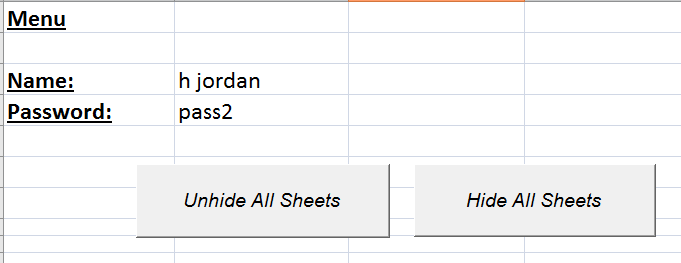 Menu
Name: h jordan
Password: pass2
Unhide All Sheets Hide All Sheets